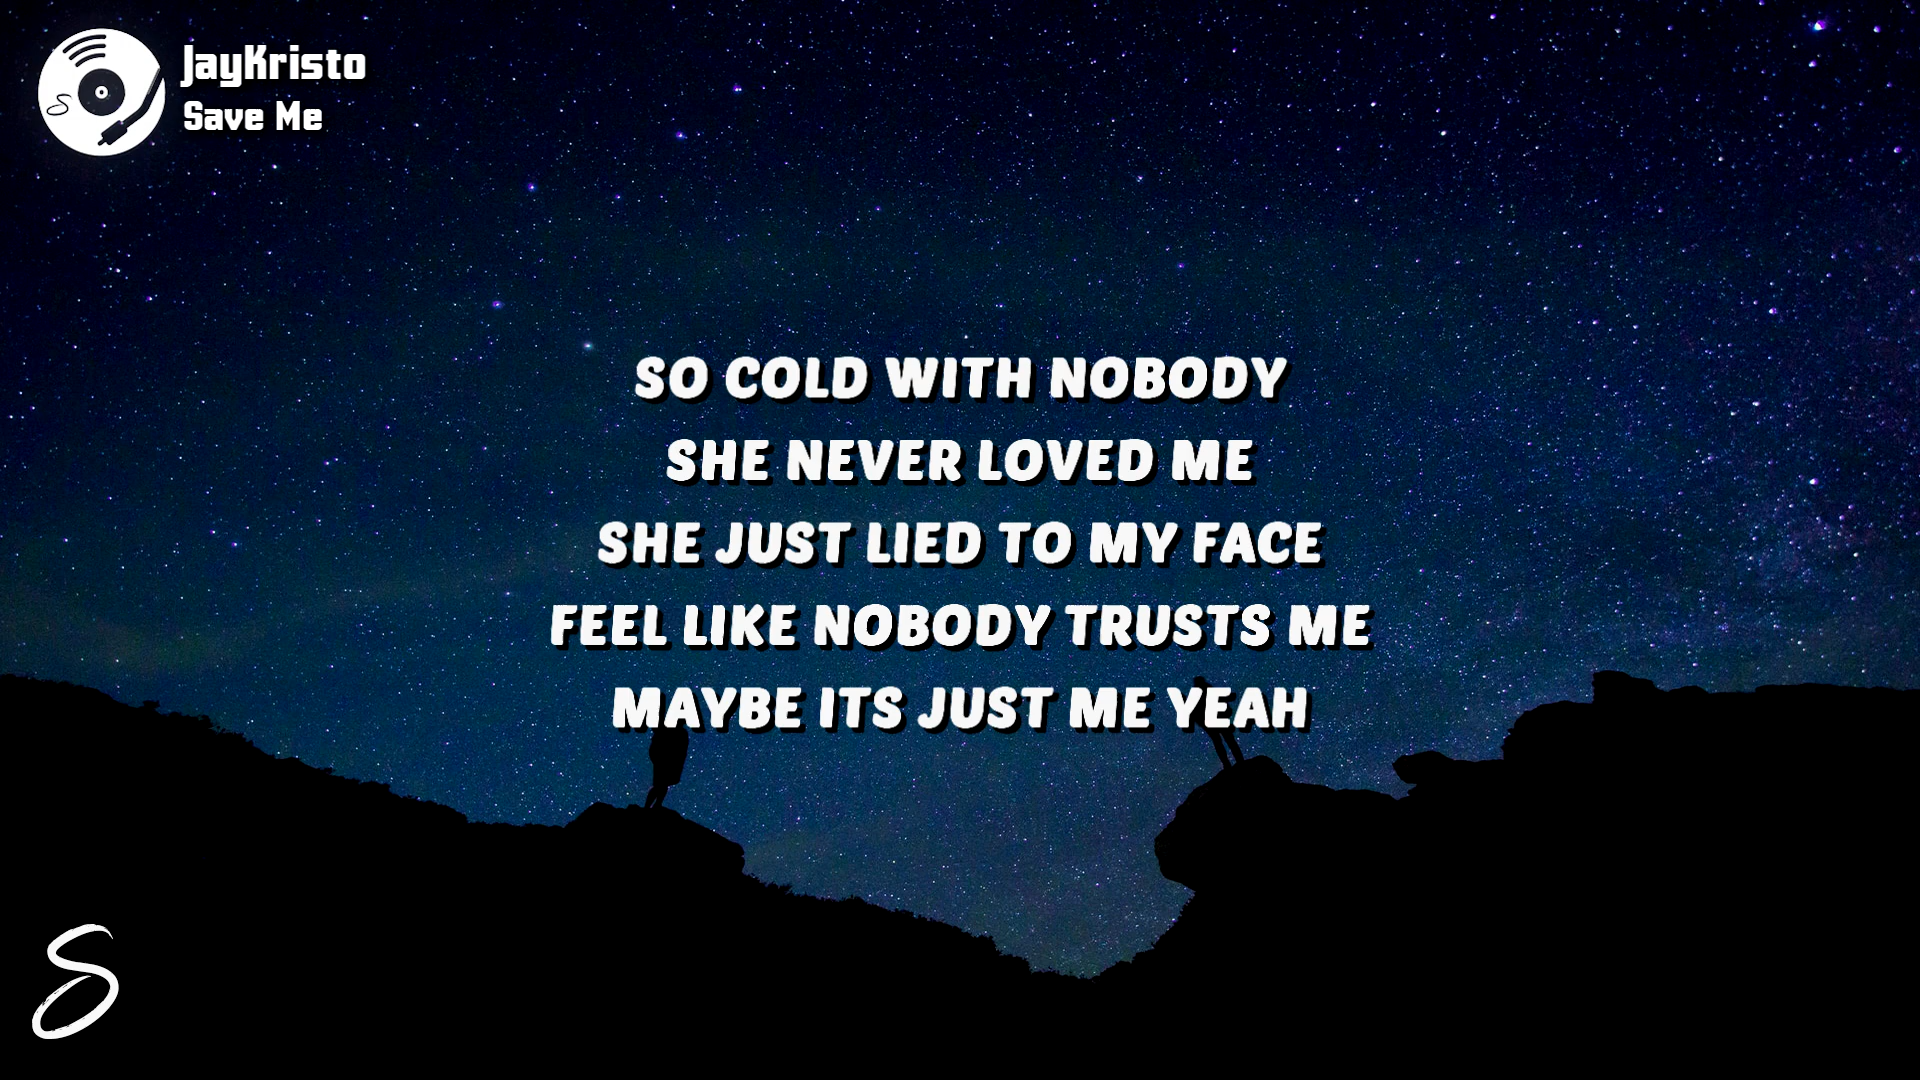 JayKristo
Save Me
SO COLD WITH NOBODY
SHE NEVER LOVED ME
SHE JUST LIED TO MY FACE
FEEL LIKE NOBODY TRUSTS ME
MAYBE ITS JUST ME YEAH
S